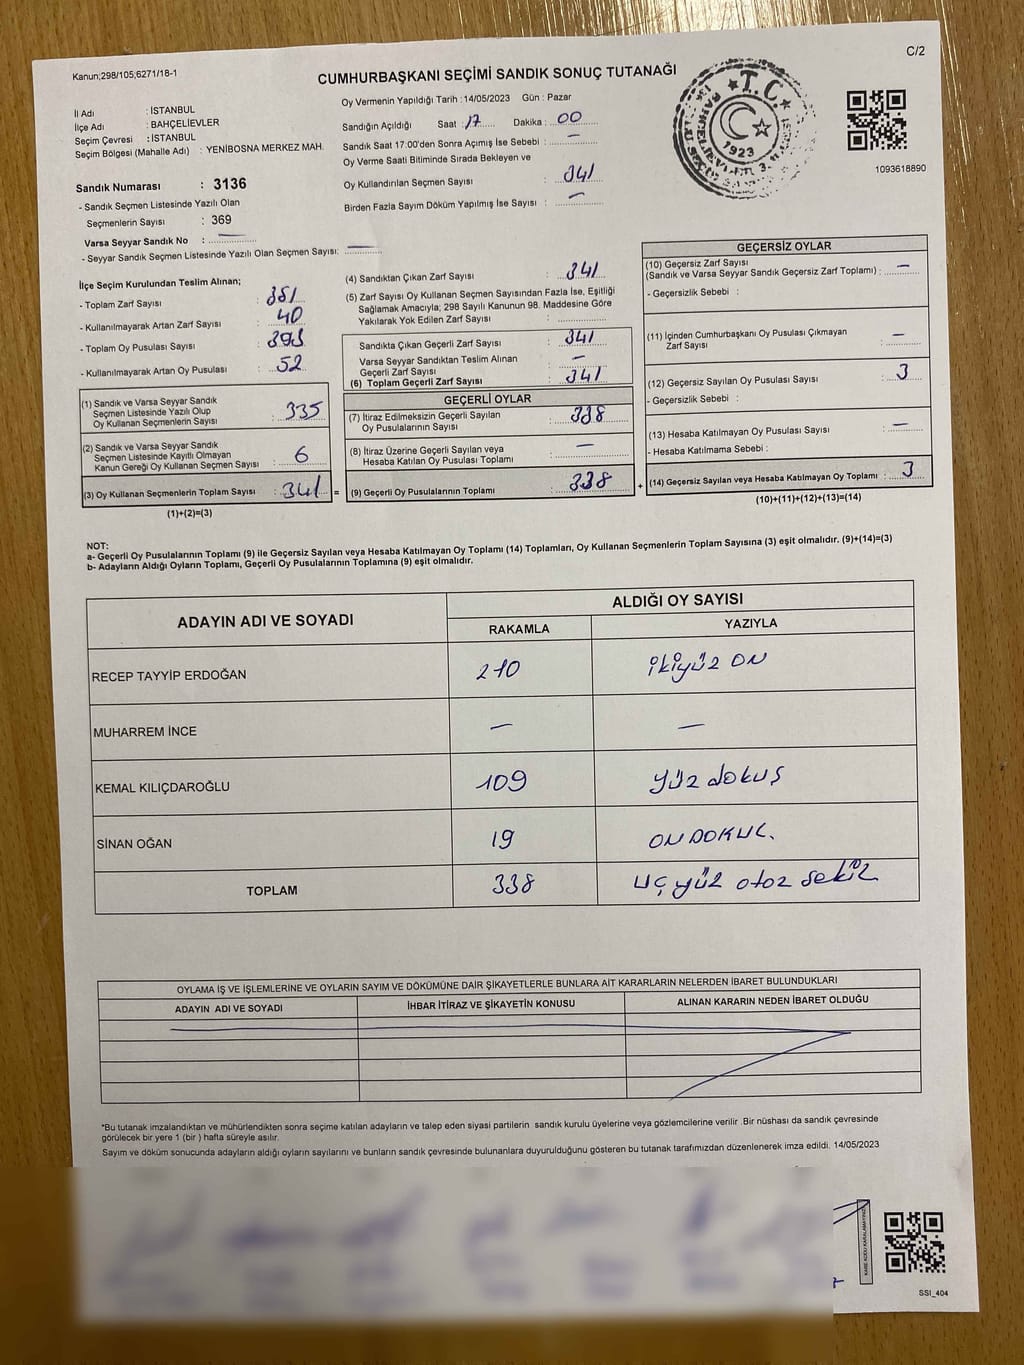 Kanun;298/105;6271/18-1
C/2
CUMHURBAŞKANI SEÇİMİ SANDIK SONUÇ TUTANAĞI
İl Adı : İSTANBUL
İlçe Adı : BAHÇELİEVLER
Seçim Çevresi : İSTANBUL
Seçim Bölgesi (Mahalle Adı) : YENİBOSNA MERKEZ MAH.
Sandık Numarası : 3136
- Sandık Seçmen Listesinde Yazılı Olan
Seçmenlerin Sayısı : 369
Varsa Seyyar Sandık No : —
- Seyyar Sandık Seçmen Listesinde Yazılı Olan Seçmen Sayısı: —
Oy Vermenin Yapıldığı Tarih : 14/05/2023 Gün : Pazar
Sandığın Açıldığı Saat : 17 Dakika : 00
Sandık Saat 17:00'den Sonra Açımış İse Sebebi : —
Oy Verme Saati Bitiminde Sırada Bekleyen ve
Oy Kullandırılan Seçmen Sayısı : 341
Birden Fazla Sayım Döküm Yapılmış İse Sayısı : —
T.C.
1923
1093618890
İlçe Seçim Kurulundan Teslim Alınan;
- Toplam Zarf Sayısı : 381
- Kullanılmayarak Artan Zarf Sayısı : 40
- Toplam Oy Pusulası Sayısı : 393
- Kullanılmayarak Artan Oy Pusulası : 52
(1) Sandık ve Varsa Seyyar Sandık
Seçmen Listesinde Yazılı Olup
Oy Kullanan Seçmenlerin Sayısı : 335
(2) Sandık ve Varsa Seyyar Sandık
Seçmen Listesinde Kayıtlı Olmayan
Kanun Gereği Oy Kullanan Seçmen Sayısı : 6
(3) Oy Kullanan Seçmenlerin Toplam Sayısı : 341 =
(1)+(2)=(3)
(4) Sandıktan Çıkan Zarf Sayısı : 341
(5) Zarf Sayısı Oy Kullanan Seçmen Sayısından Fazla İse, Eşitliği
Sağlamak Amacıyla; 298 Sayılı Kanunun 98. Maddesine Göre
Yakılarak Yok Edilen Zarf Sayısı :
Sandıkta Çıkan Geçerli Zarf Sayısı : 341
Varsa Seyyar Sandıktan Teslim Alınan
Geçerli Zarf Sayısı : —
(6) Toplam Geçerli Zarf Sayısı : 341
GEÇERLİ OYLAR
(7) İtiraz Edilmeksizin Geçerli Sayılan
Oy Pusulalarının Sayısı : 338
(8) İtiraz Üzerine Geçerli Sayılan veya
Hesaba Katılan Oy Pusulası Toplamı : —
(9) Geçerli Oy Pusulalarının Toplamı : 338 +
GEÇERSİZ OYLAR
(10) Geçersiz Zarf Sayısı
(Sandık ve Varsa Seyyar Sandık Geçersiz Zarf Toplamı) : —
- Geçersizlik Sebebi :
(11) İçinden Cumhurbaşkanı Oy Pusulası Çıkmayan
Zarf Sayısı : —
(12) Geçersiz Sayılan Oy Pusulası Sayısı : 3
- Geçersizlik Sebebi :
(13) Hesaba Katılmayan Oy Pusulası Sayısı : —
- Hesaba Katılmama Sebebi :
(14) Geçersiz Sayılan veya Hesaba Katılmayan Oy Toplamı : 3
(10)+(11)+(12)+(13)=(14)
NOT:
a- Geçerli Oy Pusulalarının Toplamı (9) ile Geçersiz Sayılan veya Hesaba Katılmayan Oy Toplamı (14) Toplamları, Oy Kullanan Seçmenlerin Toplam Sayısına (3) eşit olmalıdır. (9)+(14)=(3)
b- Adayların Aldığı Oyların Toplamı, Geçerli Oy Pusulalarının Toplamına (9) eşit olmalıdır.
ADAYIN ADI VE SOYADI
ALDIĞI OY SAYISI
RAKAMLA YAZIYLA
RECEP TAYYİP ERDOĞAN 210 ikiyüz ON
MUHARREM İNCE — —
KEMAL KILIÇDAROĞLU 109 yüz dokuş
SİNAN OĞAN 19 ONDOKUZ.
TOPLAM 338 üç yüz otoz sekiz
OYLAMA İŞ VE İŞLEMLERİNE VE OYLARIN SAYIM VE DÖKÜMÜNE DAİR ŞİKAYETLERLE BUNLARA AİT KARARLARIN NELERDEN İBARET BULUNDUKLARI
ADAYIN ADI VE SOYADI İHBAR İTİRAZ VE ŞİKAYETİN KONUSU ALINAN KARARIN NEDEN İBARET OLDUĞU
*Bu tutanak imzalandıktan ve mühürlendikten sonra seçime katılan adayların ve talep eden siyasi partilerin sandık kurulu üyelerine veya gözlemcilerine verilir .Bir nüshası da sandık çevresinde
görülecek bir yere 1 (bir ) hafta süreyle asılır.
Sayım ve döküm sonucunda adayların aldığı oyların sayılarını ve bunların sandık çevresinde bulunanlara duyurulduğunu gösteren bu tutanak tarafımızdan düzenlenerek imza edildi. 14/05/2023
KARE KODU KARALAMAYINIZ
SSI_404